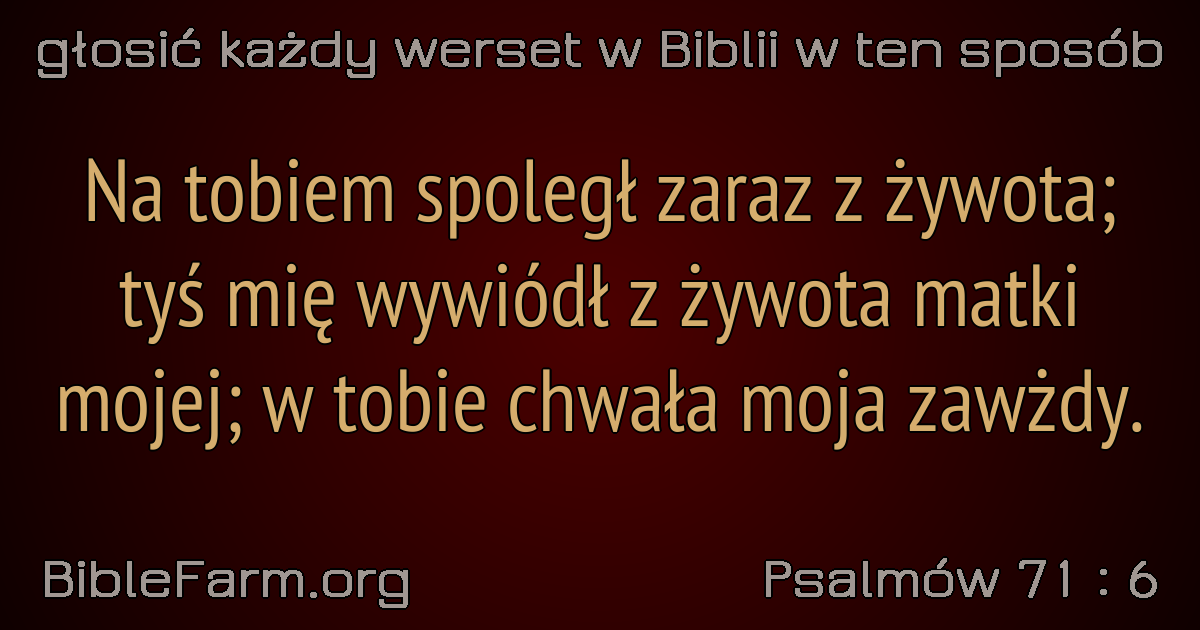 głosić każdy werset w Biblii w ten sposób
Na tobiem spoległ zaraz z żywota;
tyś mię wywiódł z żywota matki
mojej; w tobie chwała moja zawżdy.
BibleFarm.org
Psalmów 71 : 6